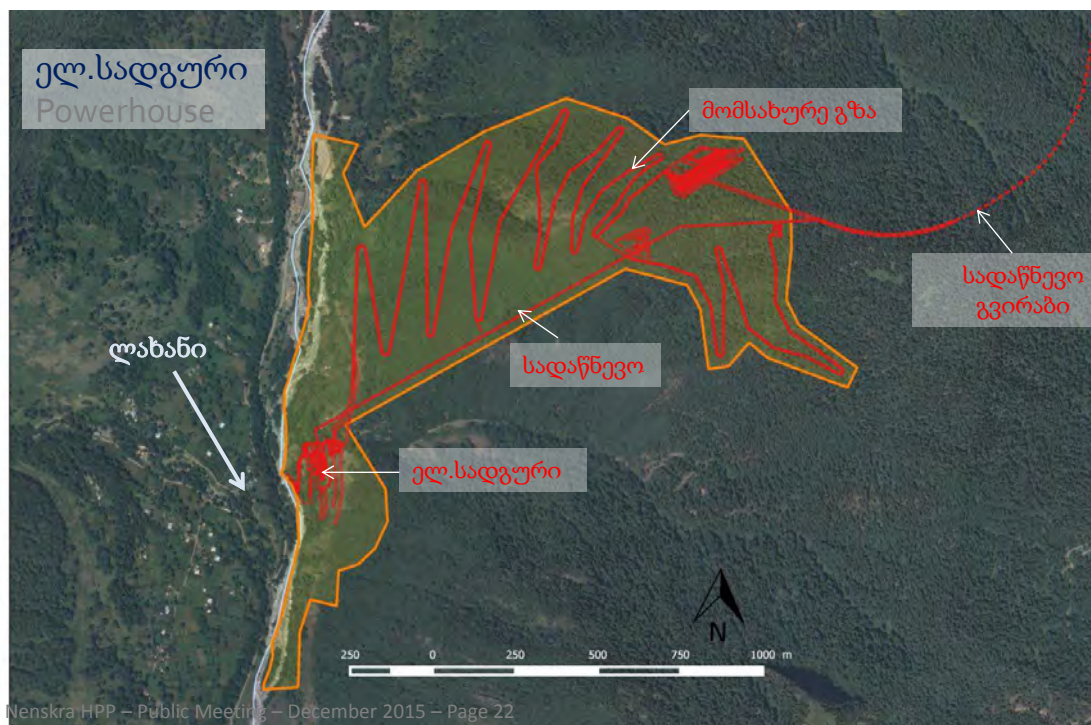 ელ.სადგური
Powerhouse
მომსახურე გზა
სადაწნევო
გვირაბი
ლახანი
სადაწნევო
ელ.სადგური
N
250 0 250 500 750 1000 m
Nenskra HPP – Public Meeting – December 2015 – Page 22